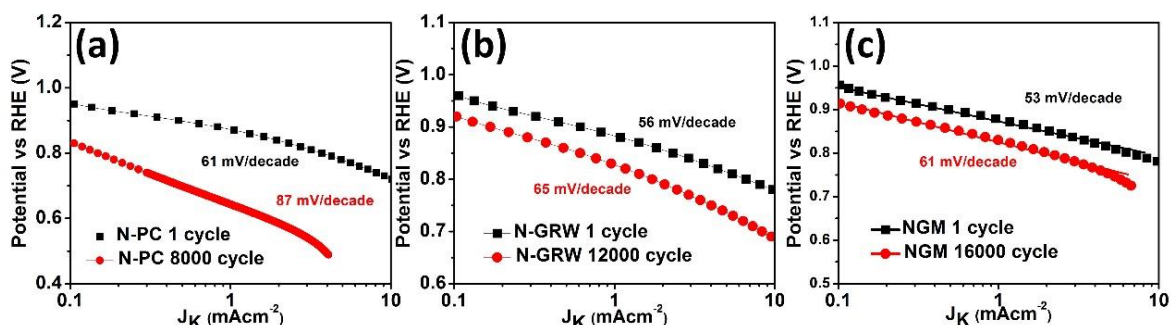 (a)
Potential vs RHE (V)
1.2
1.0
0.8
0.6
0.4
61 mV/decade
87 mV/decade
N-PC 1 cycle
N-PC 8000 cycle
0.1
1
10
JK (mAcm-2)
(b)
Potential vs RHE (V)
1.1
1.0
0.9
0.8
0.7
0.6
56 mV/decade
65 mV/decade
N-GRW 1 cycle
N-GRW 12000 cycle
0.1
1
10
JK (mAcm-2)
(c)
Potential vs RHE (V)
1.1
1.0
0.9
0.8
0.7
0.6
0.5
53 mV/decade
61 mV/decade
NGM 1 cycle
NGM 16000 cycle
0.1
1
10
JK (mAcm-2)